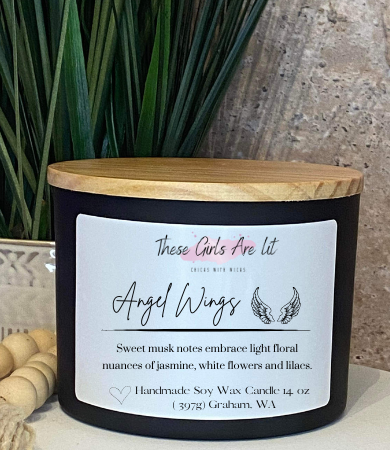 These Girls Are Lit
CHICKS WITH WICKS
Angel Wings
Sweet musk notes embrace light floral
nuances of jasmine, white flowers and lilacs.
Handmade Soy Wax Candle 14. oz
( 397g) Graham, WA